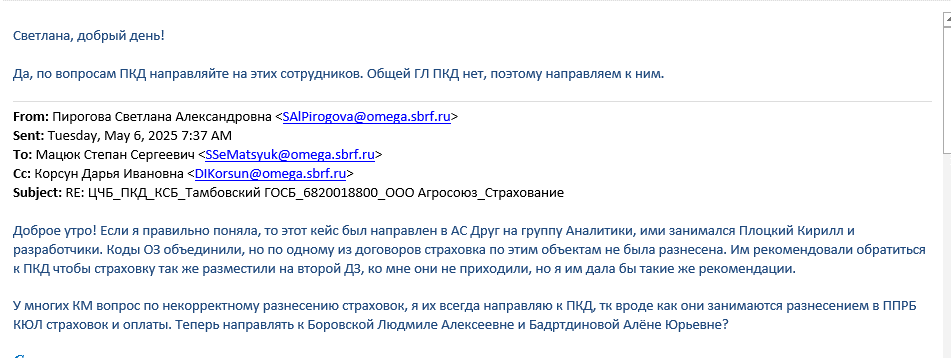 Светлана, добрый день!
Да, по вопросам ПКД направляйте на этих сотрудников. Общей ГЛ ПКД нет, поэтому направляем к ним.
From: Пирогова Светлана Александровна <SAlPirogova@omega.sbrf.ru>
Sent: Tuesday, May 6, 2025 7:37 AM
To: Мацюк Степан Сергеевич <SSeMatsyuk@omega.sbrf.ru>
Cc: Корсун Дарья Ивановна <DIKorsun@omega.sbrf.ru>
Subject: RE: ЦЧБ_ПКД_КСБ_Тамбовский ГОСБ_6820018800_ООО Агросоюз_Страхование
Доброе утро! Если я правильно поняла, то этот кейс был направлен в АС Друг на группу Аналитики, ими занимался Плоцкий Кирилл и
разработчики. Коды ОЗ объединили, но по одному из договоров страховка по этим объектам не была разнесена. Им рекомендовали обратиться
к ПКД чтобы страховку так же разместили на второй ДЗ, ко мне они не приходили, но я им дала бы такие же рекомендации.
У многих КМ вопрос по некорректному разнесению страховок, я их всегда направляю к ПКД, тк вроде как они занимаются разнесением в ППРБ
КЮЛ страховок и оплаты. Теперь направлять к Боровской Людмиле Алексеевне и Бадртдиновой Алёне Юрьевне?